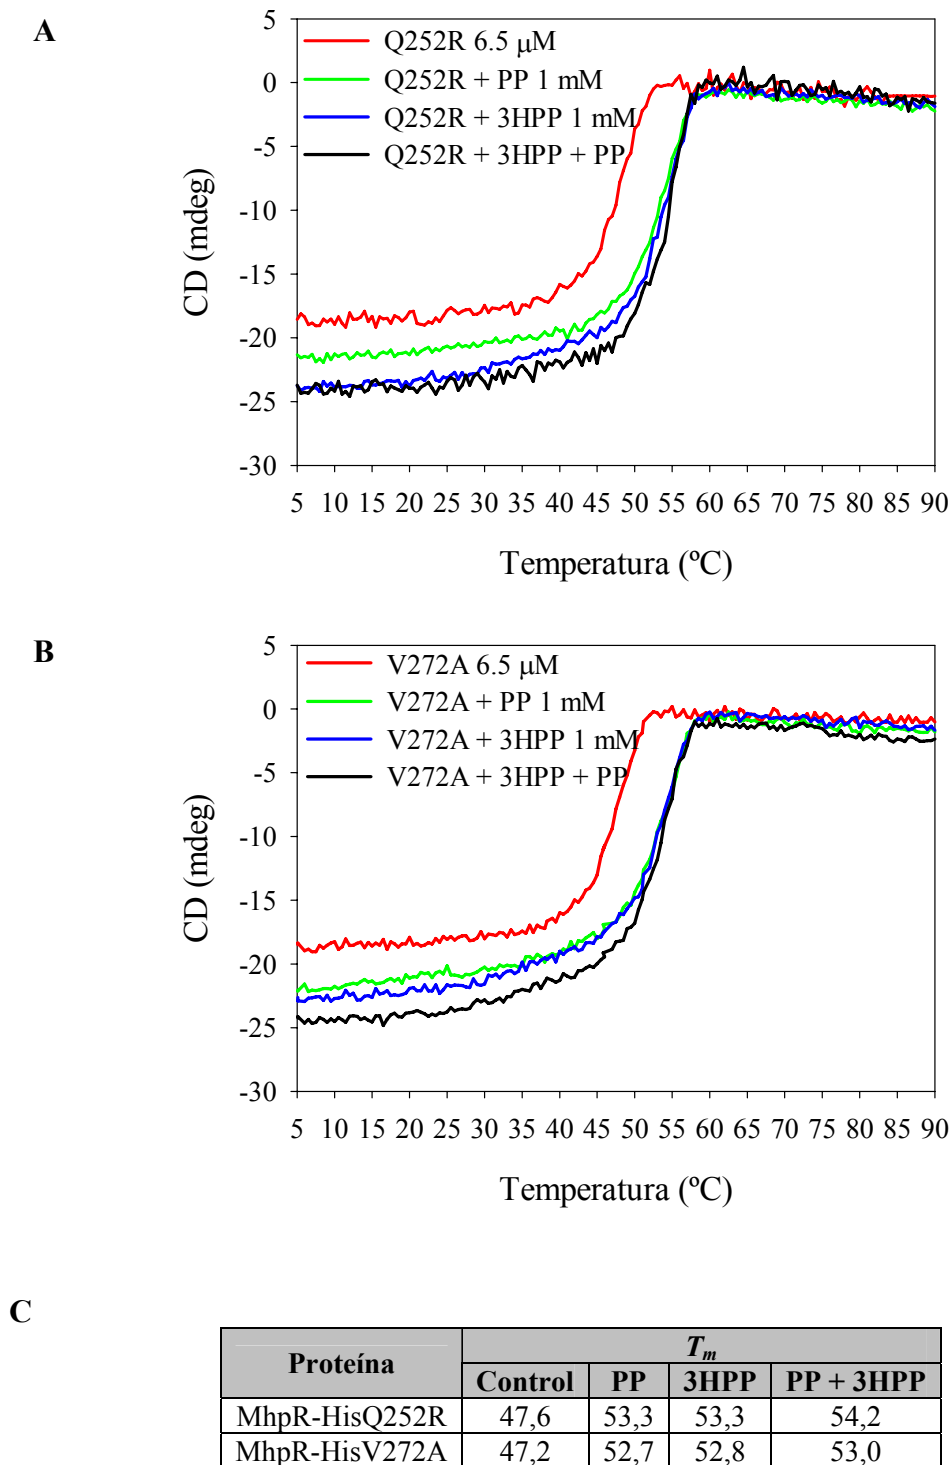 A
5
0
-5
-10
-15
-20
-25
-30
CD (mdeg)
Q252R 6.5 μM
Q252R + PP 1 mM
Q252R + 3HPP 1 mM
Q252R + 3HPP + PP
5 10 15 20 25 30 35 40 45 50 55 60 65 70 75 80 85 90
Temperatura (ºC)
B
5
0
-5
-10
-15
-20
-25
-30
CD (mdeg)
V272A 6.5 μM
V272A + PP 1 mM
V272A + 3HPP 1 mM
V272A + 3HPP + PP
5 10 15 20 25 30 35 40 45 50 55 60 65 70 75 80 85 90
Temperatura (ºC)
C
Proteína Tm
Control PP 3HPP PP + 3HPP
MhpR-HisQ252R 47,6 53,3 53,3 54,2
MhpR-HisV272A 47,2 52,7 52,8 53,0